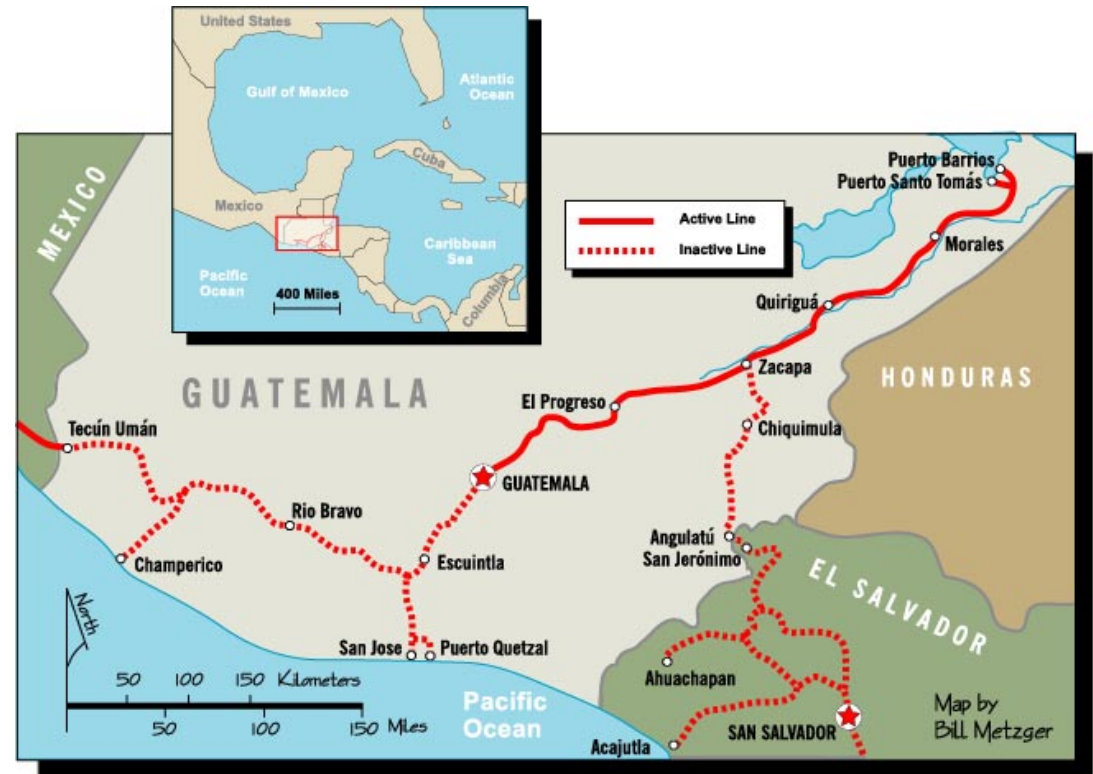 United States
Gulf of Mexico
Atlantic
Ocean
Cuba
Mexico
Caribbean
Sea
Pacific
Ocean
400 Miles
Columbia
MEXICO
Puerto Barrios
Puerto Santo Tomás
Active Line
Inactive Line
Morales
Quiriguá
Zacapa
HONDURAS
GUATEMALA
El Progreso
Tecún Umán
Chiquimula
GUATEMALA
Rio Bravo
Champerico
Escuintla
Angulatú
San Jerónimo
EL SALVADOR
North
San Jose
Puerto Quetzal
Ahuachapan
50 100 150 Kilometers
50 100 150 Miles
Pacific
Ocean
SAN SALVADOR
Acajutla
Map by
Bill Metzger